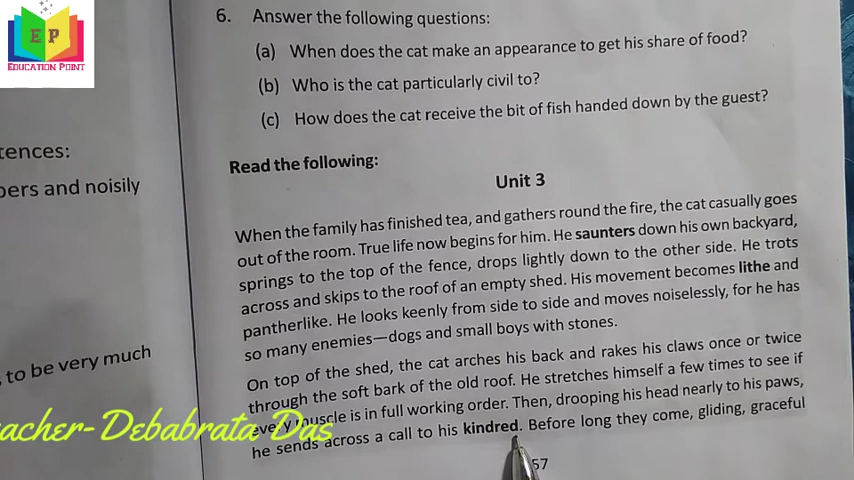 E P
EDUCATION POINT
tences:
pers and noisily
to be very much
6. Answer the following questions:
(a) When does the cat make an appearance to get his share of food?
(b) Who is the cat particularly civil to?
(c) How does the cat receive the bit of fish handed down by the guest?
Read the following:
Unit 3
When the family has finished tea, and gathers round the fire, the cat casually goes
out of the room. True life now begins for him. He saunters down his own backyard,
springs to the top of the fence, drops lightly down to the other side. He trots
across and skips to the roof of an empty shed. His movement becomes lithe and
pantherlike. He looks keenly from side to side and moves noiselessly, for he has
so many enemies—dogs and small boys with stones.
On top of the shed, the cat arches his back and rakes his claws once or twice
through the soft bark of the old roof. He stretches himself a few times to see if
every muscle is in full working order. Then, drooping his head nearly to his paws,
he sends across a call to his kindred. Before long they come, gliding, graceful
57
acher- Debabrata Das